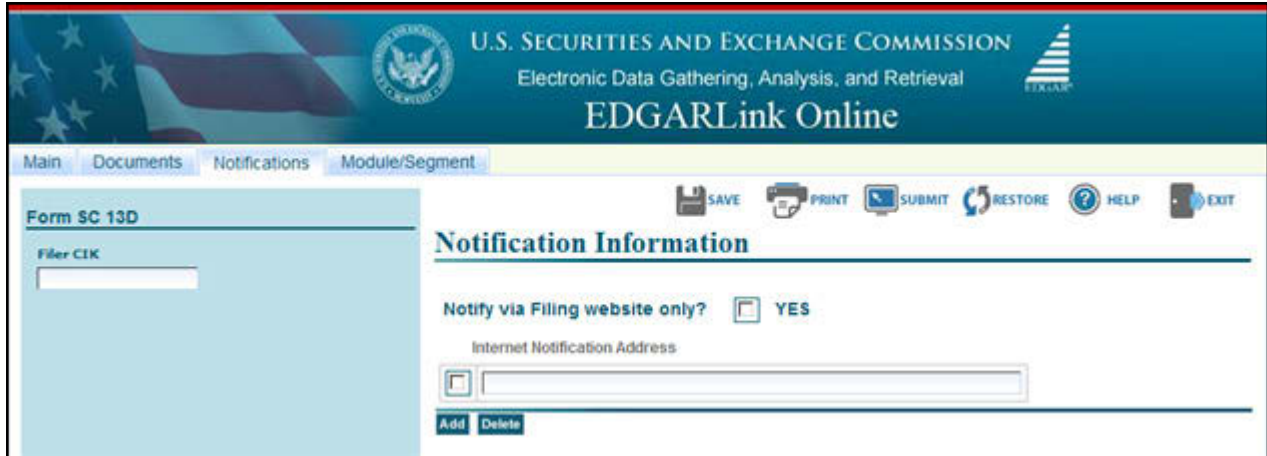 U.S. SECURITIES AND EXCHANGE COMMISSION
Electronic Data Gathering, Analysis, and Retrieval
EDGARLink Online
EDGAR
Main Documents Notifications Module/Segment
SAVE PRINT SUBMIT RESTORE HELP EXIT
Form SC 13D
Filer CIK
Notification Information
Notify via Filing website only? YES
Internet Notification Address
Add Delete